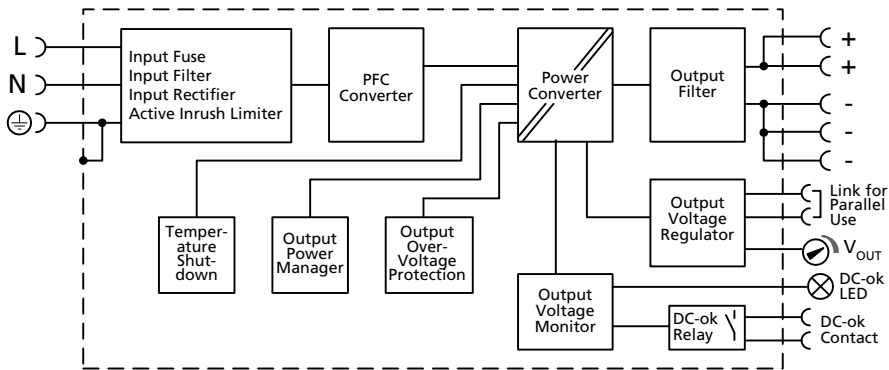 L
N
Input Fuse
Input Filter
Input Rectifier
Active Inrush Limiter
PFC
Converter
Power
Converter
Output
Filter
+
+
-
-
-
Temper-
ature
Shut-
down
Output
Power
Manager
Output
Over-
Voltage
Protection
Output
Voltage
Regulator
Link for
Parallel
Use
VOUT
Output
Voltage
Monitor
DC-ok
LED
DC-ok
Relay
DC-ok
Contact